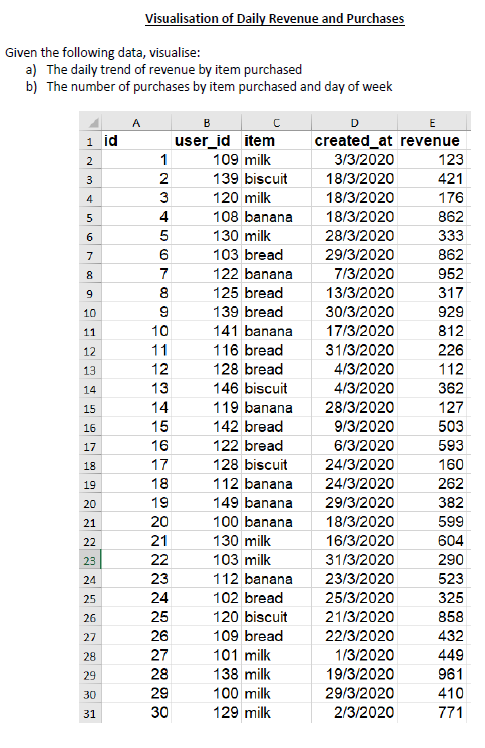 Visualisation of Daily Revenue and Purchases
Given the following data, visualise:
a) The daily trend of revenue by item purchased
b) The number of purchases by item purchased and day of week
A B C D E
1 id user_id item created_at revenue
2 1 109 milk 3/3/2020 123
3 2 139 biscuit 18/3/2020 421
4 3 120 milk 18/3/2020 176
5 4 108 banana 18/3/2020 862
6 5 130 milk 28/3/2020 333
7 6 103 bread 29/3/2020 862
8 7 122 banana 7/3/2020 952
9 8 125 bread 13/3/2020 317
10 9 139 bread 30/3/2020 929
11 10 141 banana 17/3/2020 812
12 11 116 bread 31/3/2020 226
13 12 128 bread 4/3/2020 112
14 13 146 biscuit 4/3/2020 362
15 14 119 banana 28/3/2020 127
16 15 142 bread 9/3/2020 503
17 16 122 bread 6/3/2020 593
18 17 128 biscuit 24/3/2020 160
19 18 112 banana 24/3/2020 262
20 19 149 banana 29/3/2020 382
21 20 100 banana 18/3/2020 599
22 21 130 milk 16/3/2020 604
23 22 103 milk 31/3/2020 290
24 23 112 banana 23/3/2020 523
25 24 102 bread 25/3/2020 325
26 25 120 biscuit 21/3/2020 858
27 26 109 bread 22/3/2020 432
28 27 101 milk 1/3/2020 449
29 28 138 milk 19/3/2020 961
30 29 100 milk 29/3/2020 410
31 30 129 milk 2/3/2020 771